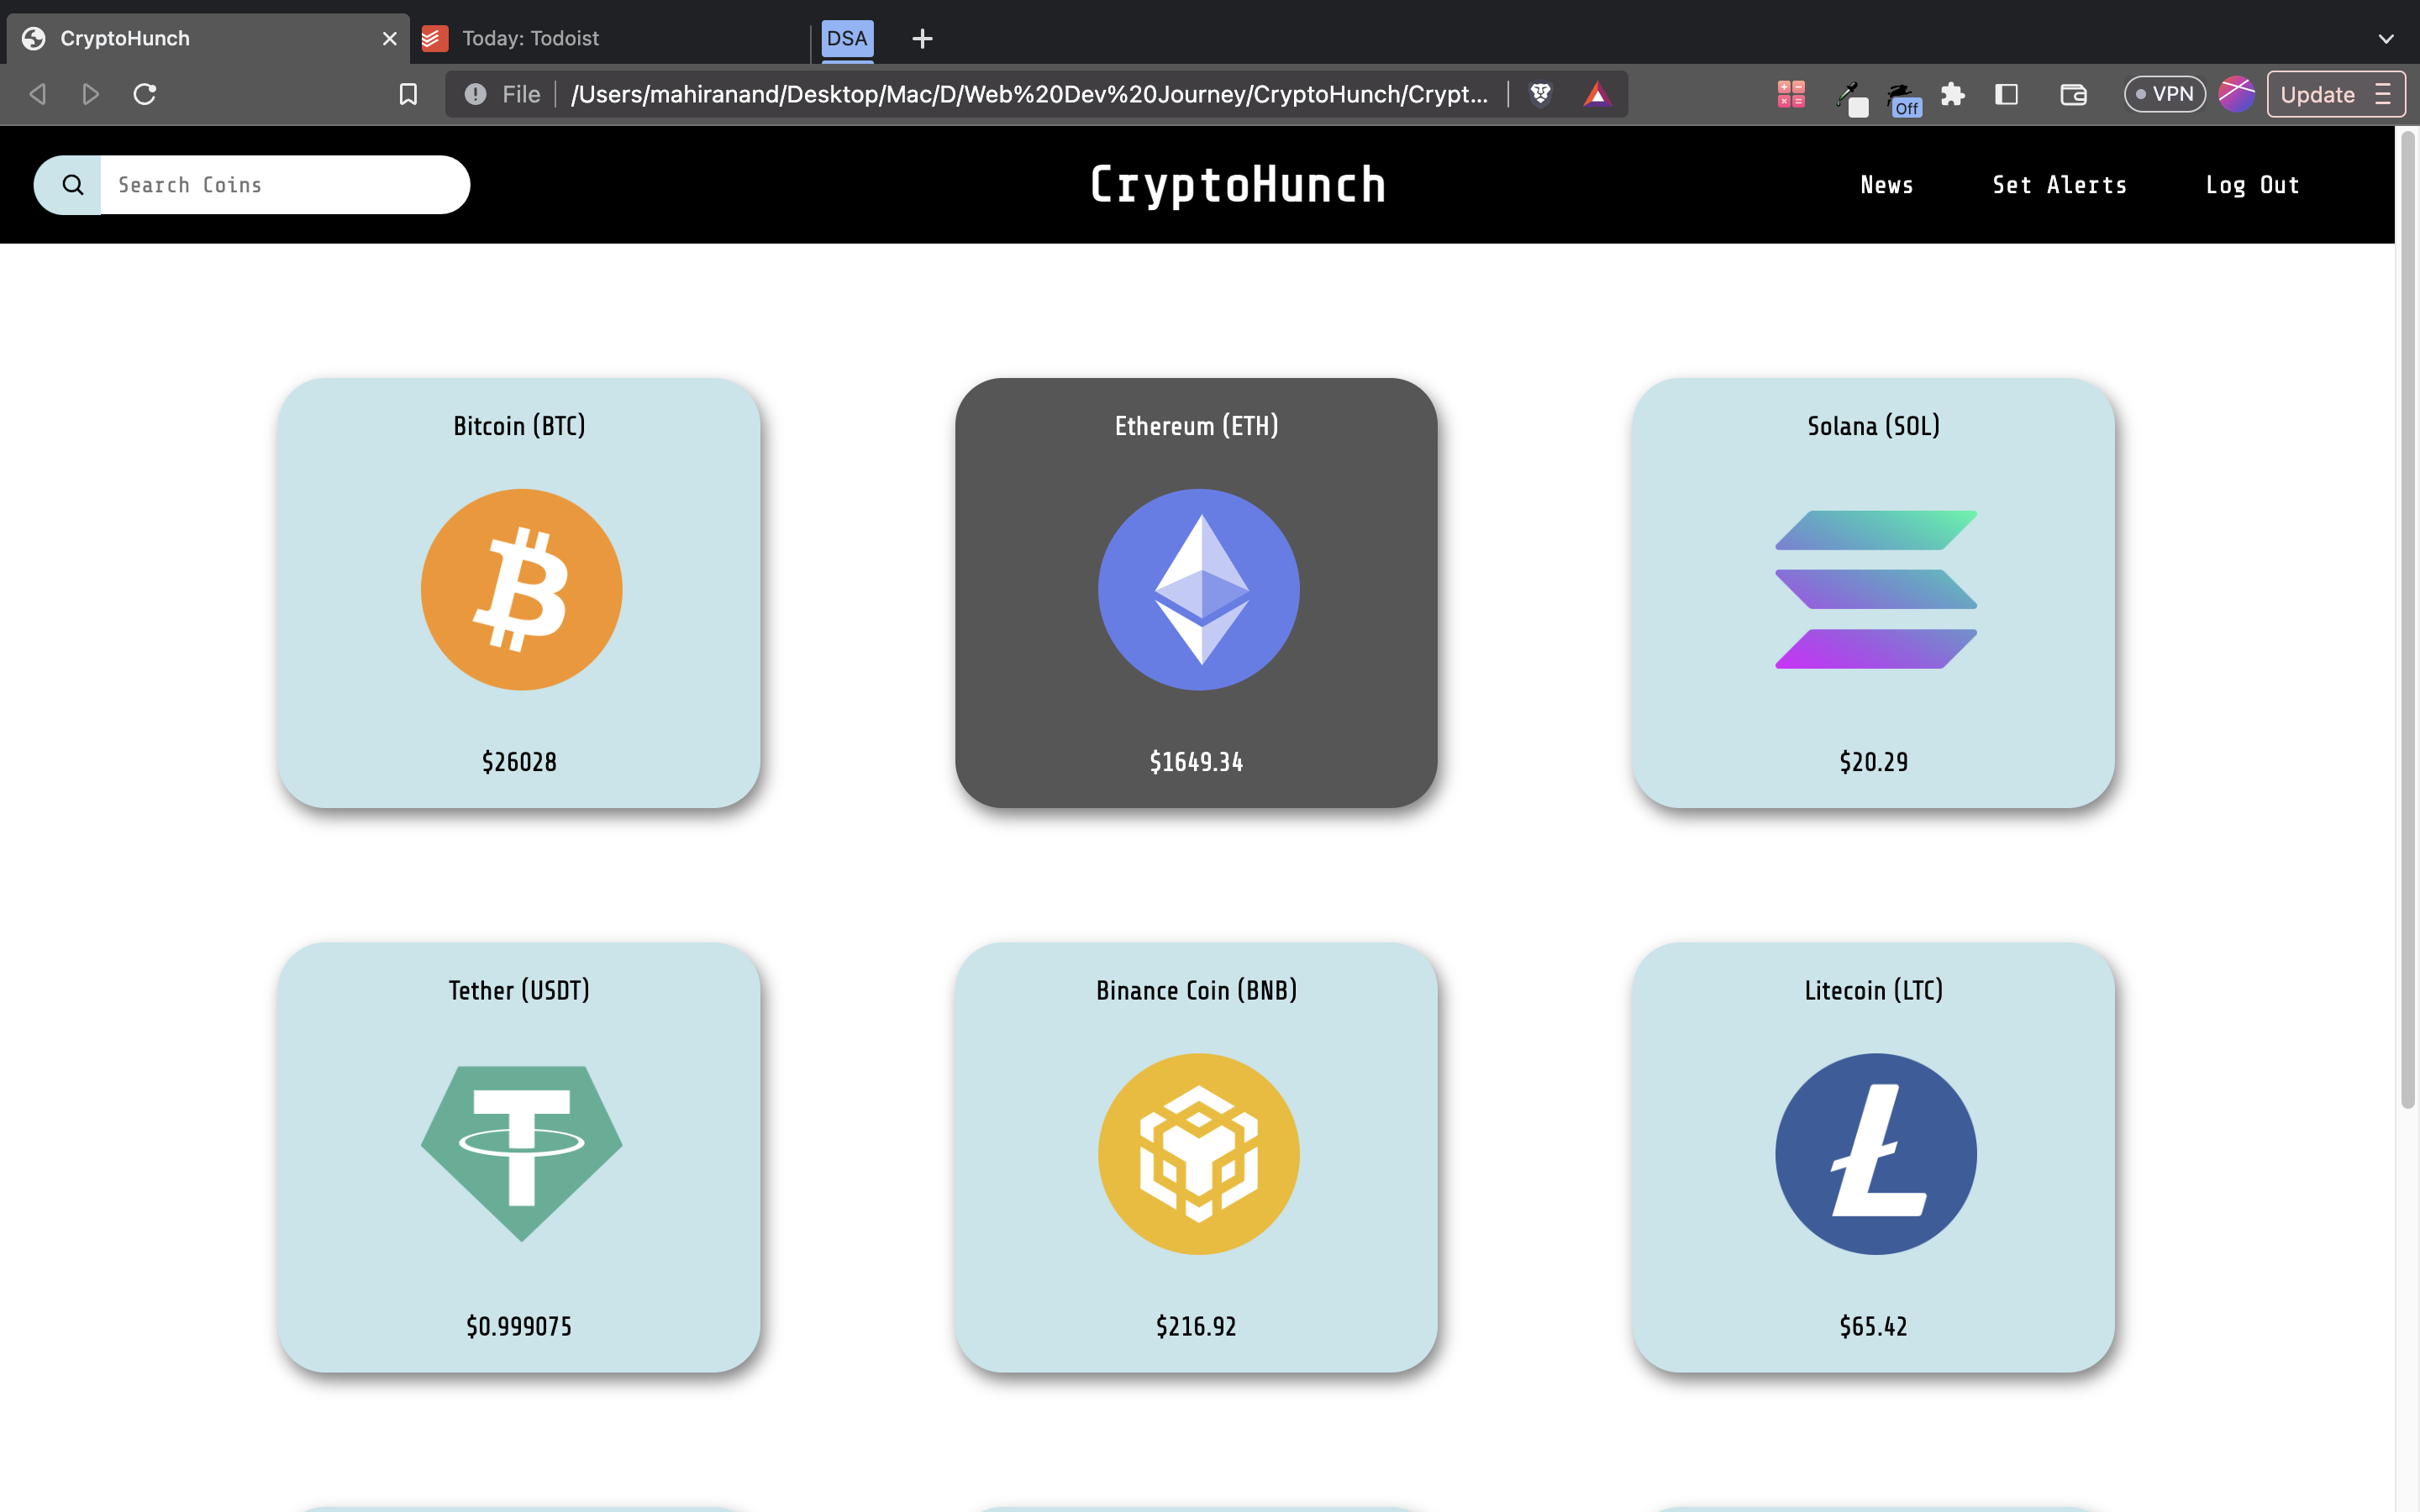 CryptoHunch
Today: Todoist
DSA
File
/Users/mahiranand/Desktop/Mac/D/Web%20Dev%20Journey/CryptoHunch/Crypt...
Off
VPN
Update
Search Coins
CryptoHunch
News
Set Alerts
Log Out
Bitcoin (BTC)
Ethereum (ETH)
Solana (SOL)
$26028
$1649.34
$20.29
Tether (USDT)
Binance Coin (BNB)
Litecoin (LTC)
$0.999075
$216.92
$65.42